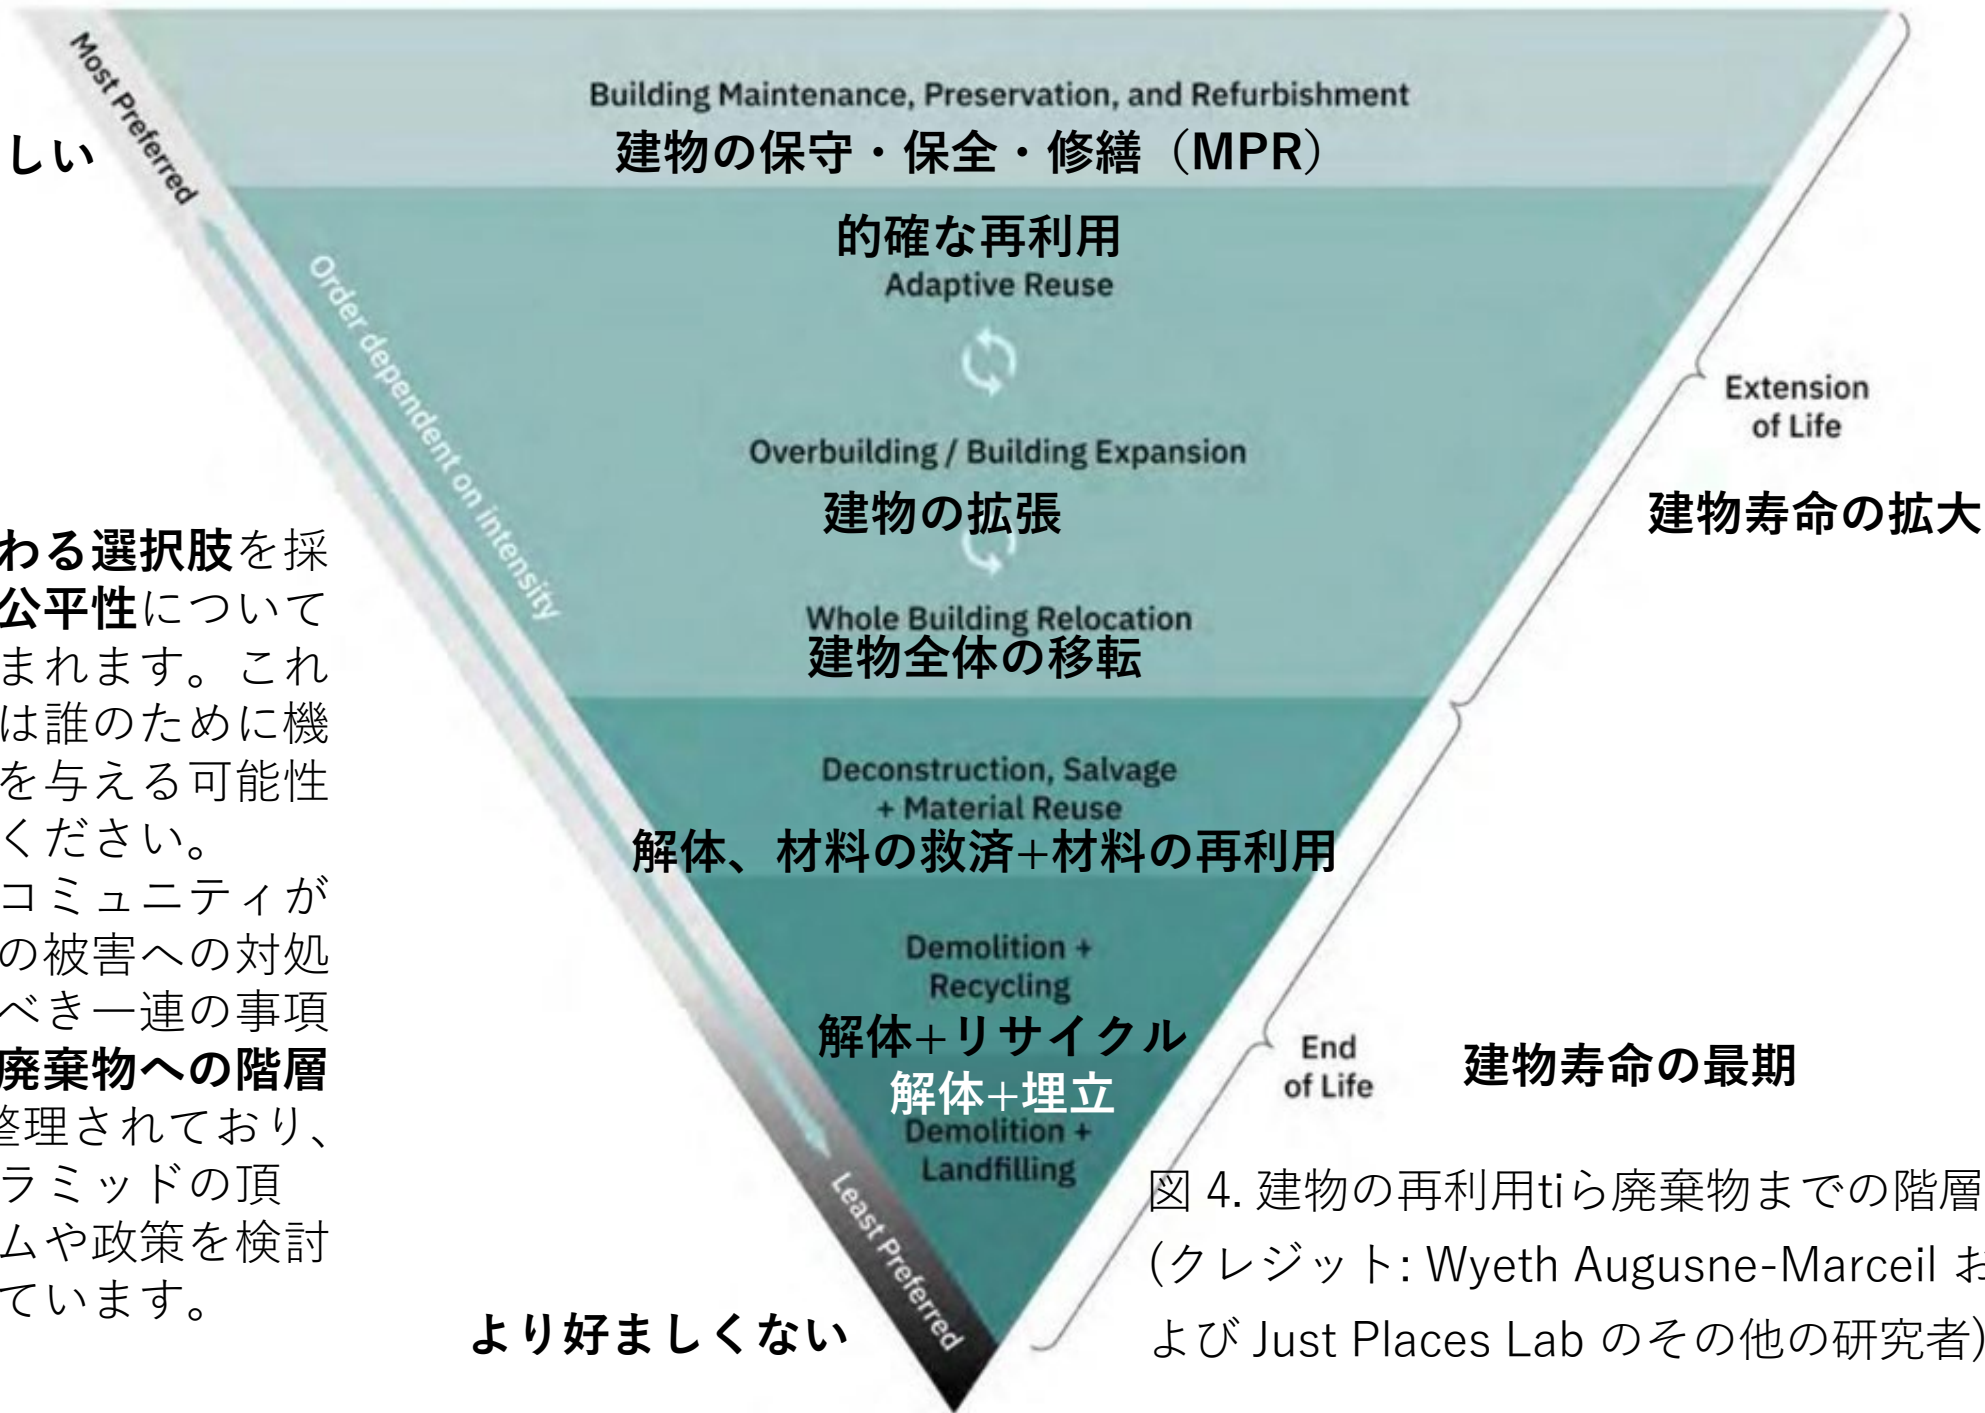 Most Preferred
しい
Building Maintenance, Preservation, and Refurbishment
建物の保守・保全・修繕（MPR）
的確な再利用
Adaptive Reuse
Order dependent on intensity
Overbuilding / Building Expansion
建物の拡張
Whole Building Relocation
建物全体の移転
Extension
of Life
建物寿命の拡大
わる選択肢を採
公平性について
まれます。これ
は誰のために機
を与える可能性
ください。
コミュニティが
の被害への対処
べき一連の事項
廃棄物への階層
整理されており、
ラミッドの頂
ムや政策を検討
ています。
Deconstruction, Salvage
+ Material Reuse
解体、材料の救済+材料の再利用
Demolition +
Recycling
解体+リサイクル
解体+埋立
Demolition +
Landfilling
End
of Life
建物寿命の最期
Least Preferred
より好ましくない
図 4. 建物の再利用tiら廃棄物までの階層
(クレジット: Wyeth Augusne-Marceil お
よび Just Places Lab のその他の研究者)